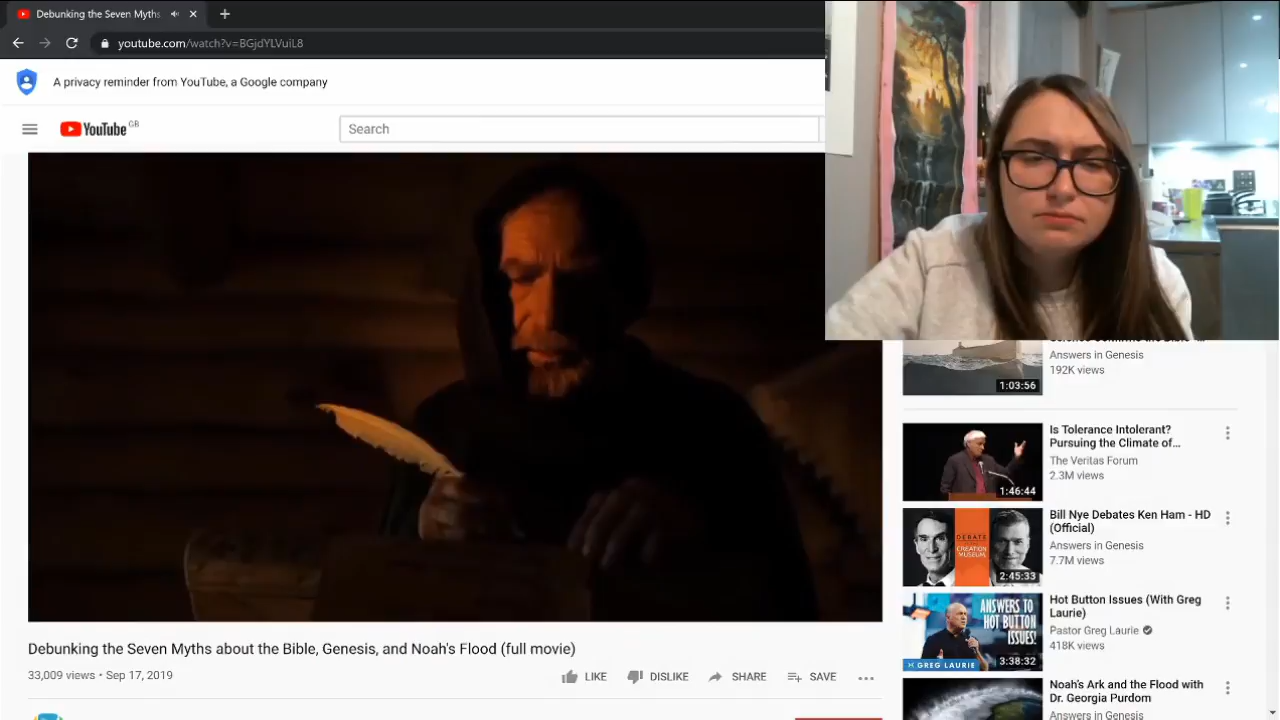 Debunking the Seven Myths
youtube.com/watch?v=BGjdYLVuiL8
A privacy reminder from YouTube, a Google company
YouTube GB
Search
Debunking the Seven Myths about the Bible, Genesis, and Noah's Flood (full movie)
33,009 views • Sep 17, 2019
LIKE
DISLIKE
SHARE
SAVE
Answers in Genesis
192K views
1:03:56
Is Tolerance Intolerant?
Pursuing the Climate of...
The Veritas Forum
2.3M views
1:46:44
Bill Nye Debates Ken Ham - HD
(Official)
Answers in Genesis
7.7M views
DEBATE
CREATION
MUSEUM
2:45:33
Hot Button Issues (With Greg
Laurie)
Pastor Greg Laurie
418K views
ANSWERS TO
HOT BUTTON
ISSUES!
GREG LAURIE
3:38:32
Noah's Ark and the Flood with
Dr. Georgia Purdom
Answers in Genesis